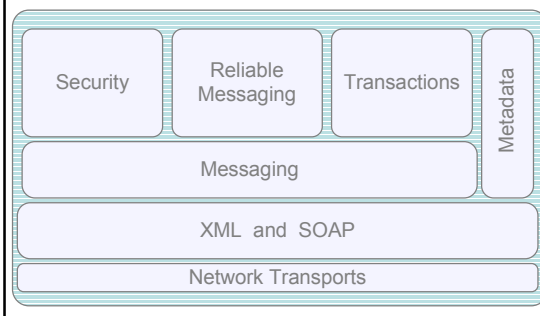 Security
Reliable
Messaging
Transactions
Metadata
Messaging
XML and SOAP
Network Transports